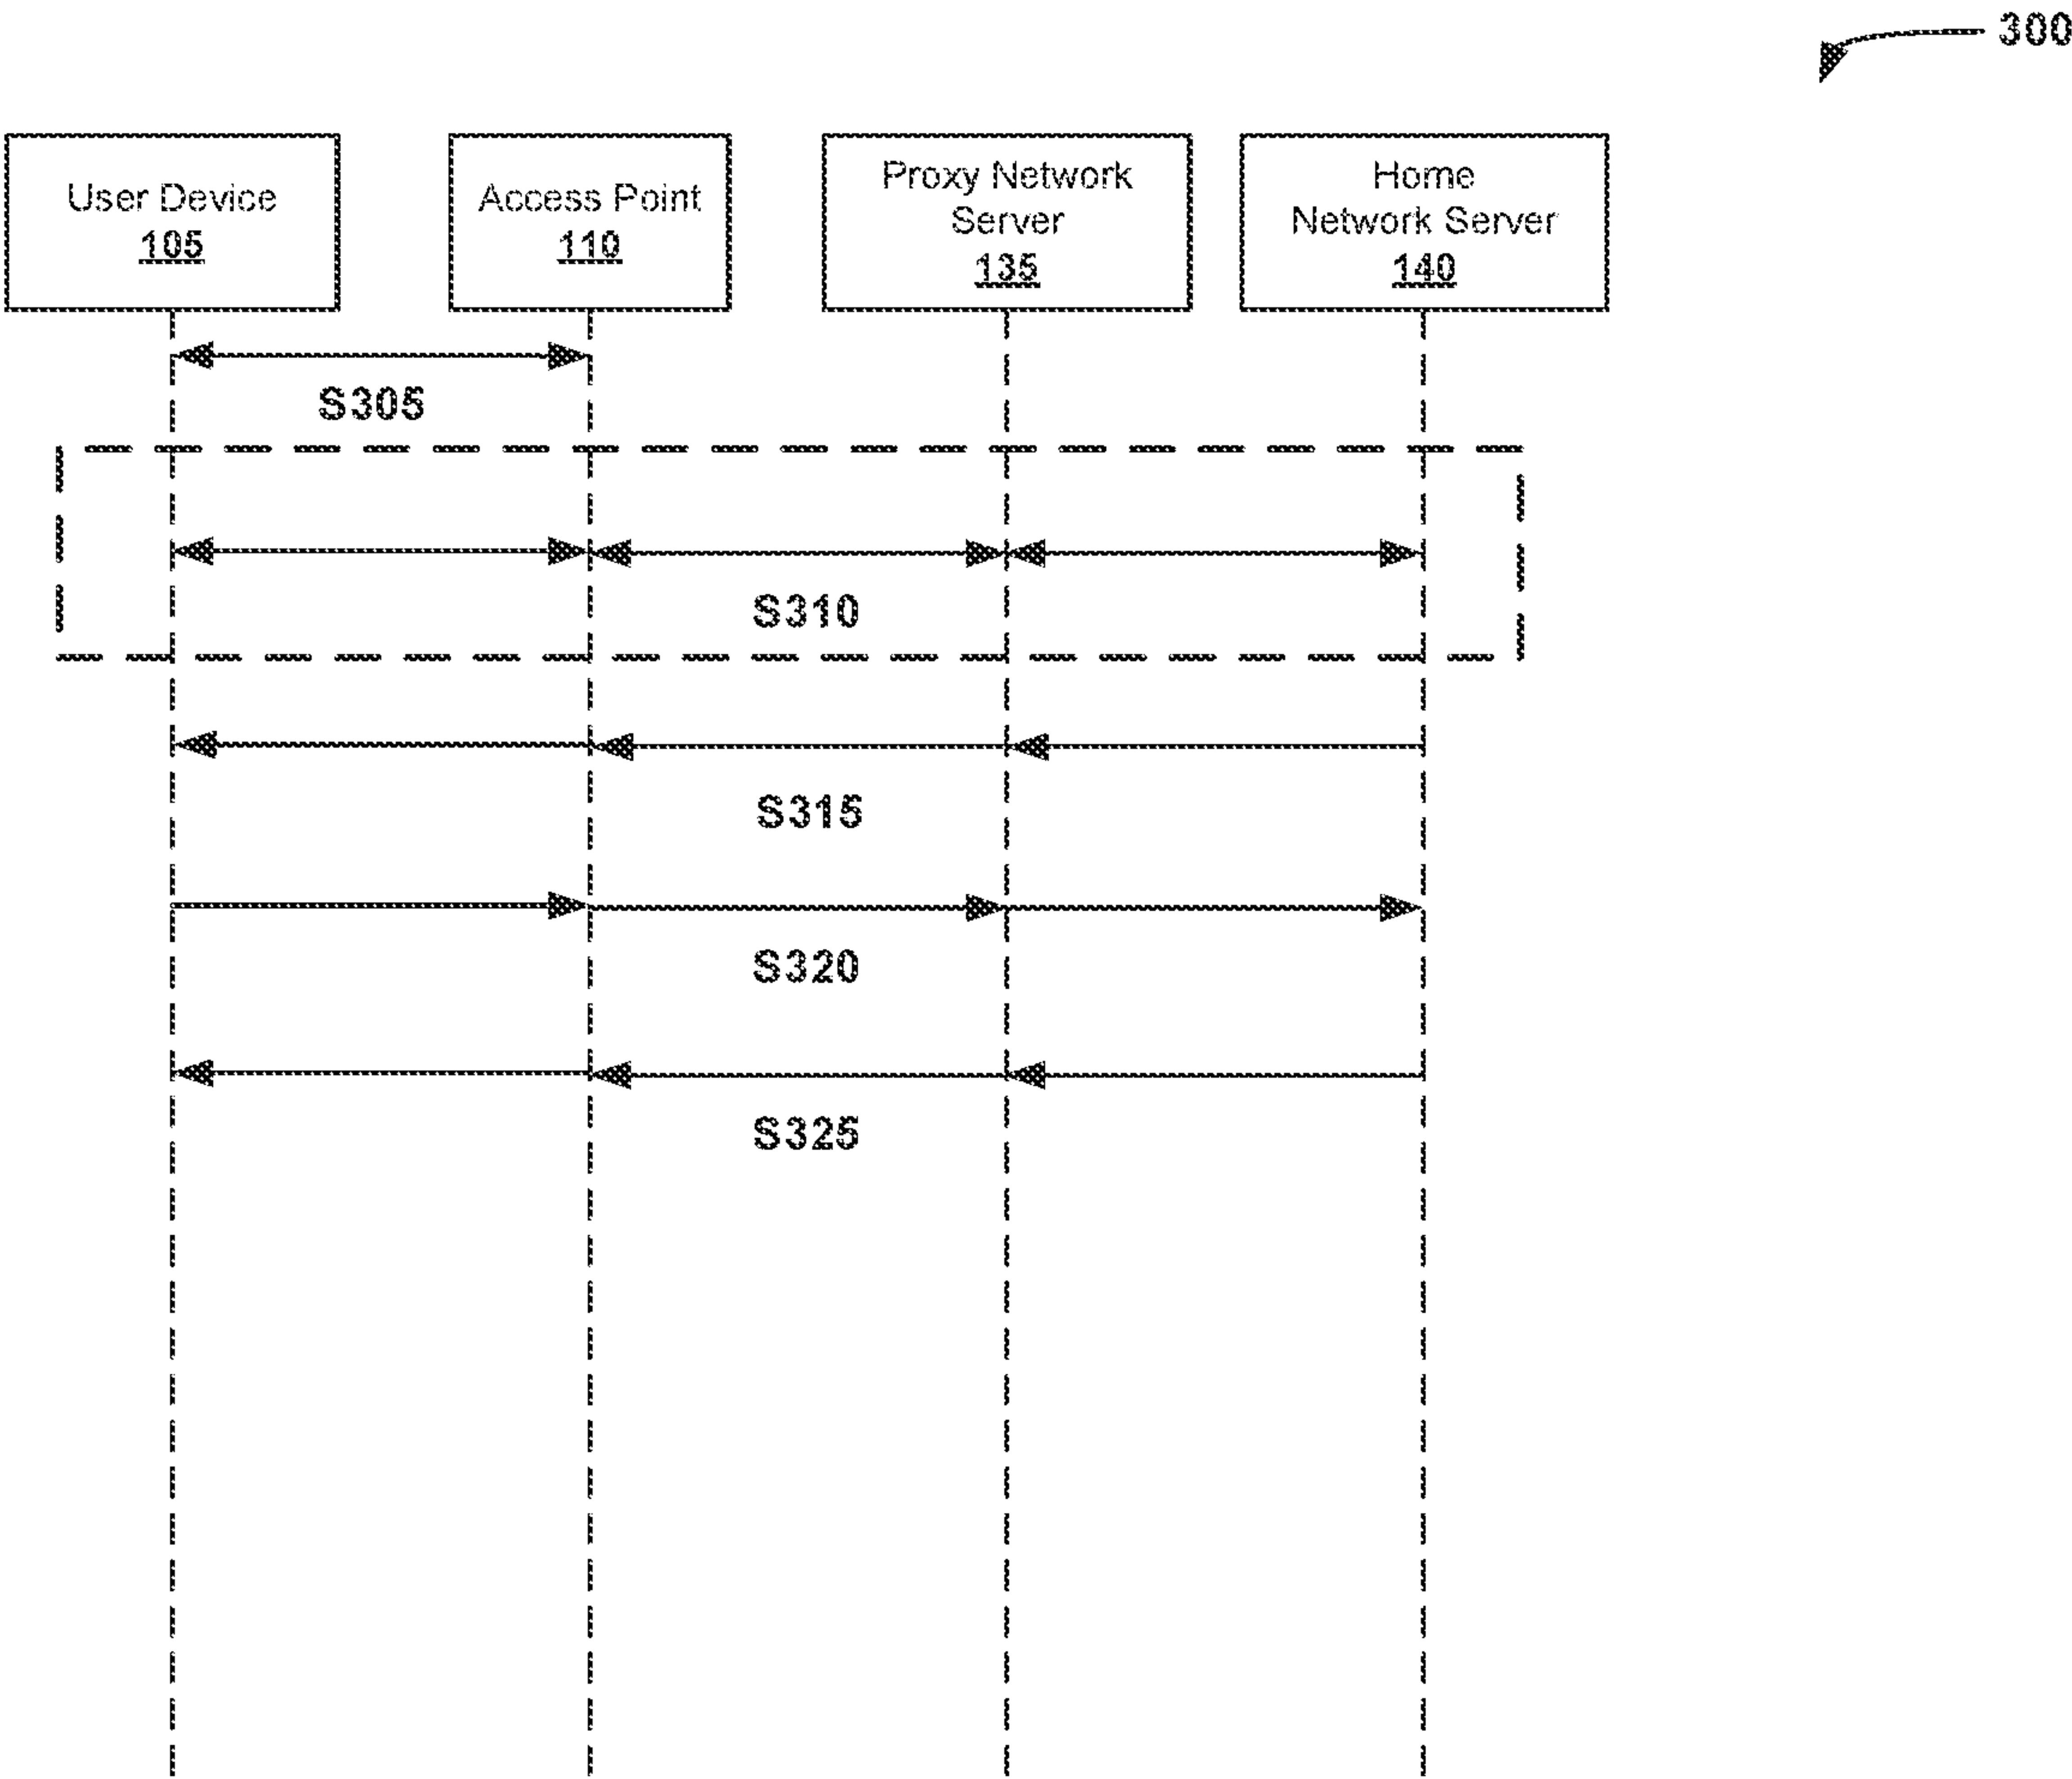 300
User Device
105
Access Point
110
Proxy Network
Server
135
Home
Network Server
140
S305
S310
S315
S320
S325